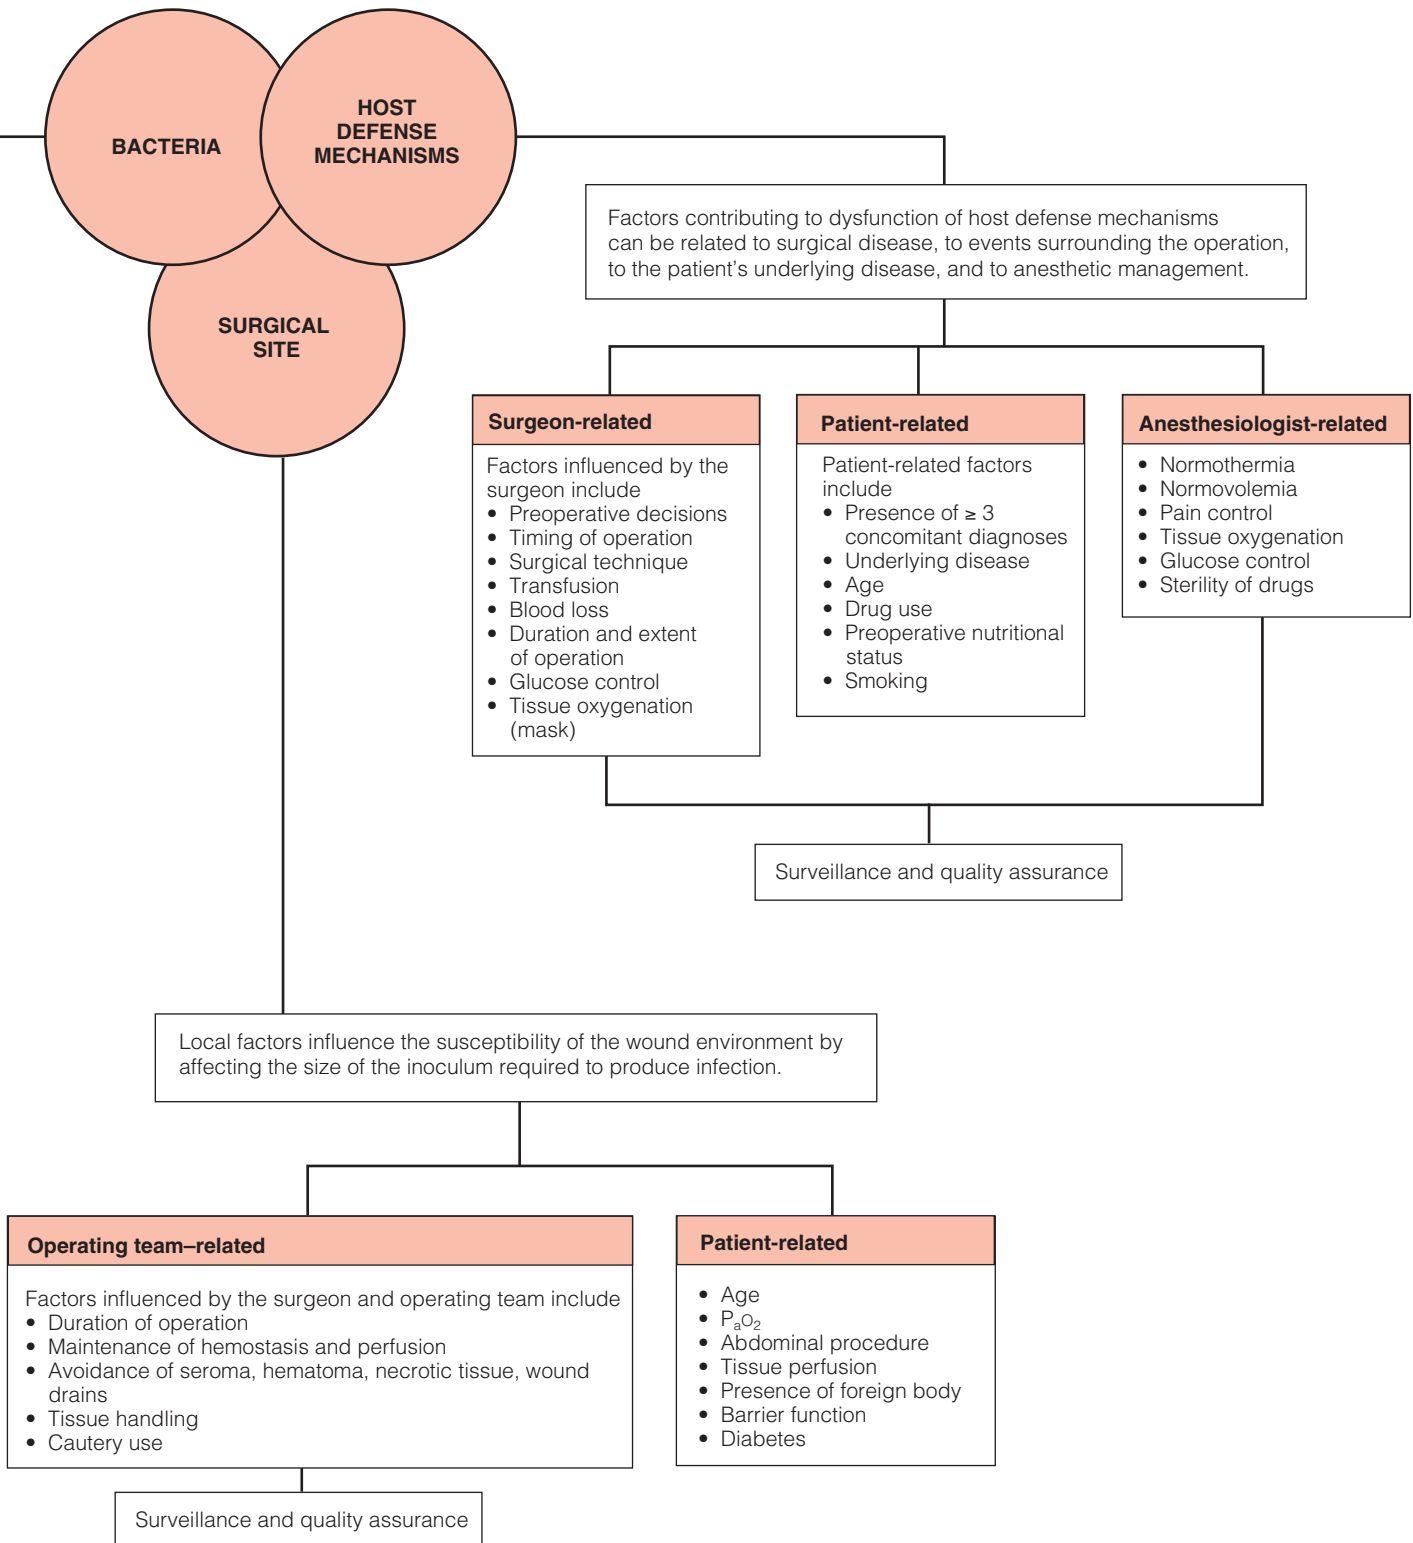 BACTERIA
HOST
DEFENSE
MECHANISMS
SURGICAL
SITE
Factors contributing to dysfunction of host defense mechanisms
can be related to surgical disease, to events surrounding the operation,
to the patient's underlying disease, and to anesthetic management.
Surgeon-related
Factors influenced by the
surgeon include
• Preoperative decisions
• Timing of operation
• Surgical technique
• Transfusion
• Blood loss
• Duration and extent
of operation
• Glucose control
• Tissue oxygenation
(mask)
Patient-related
Patient-related factors
include
• Presence of ≥ 3
concomitant diagnoses
• Underlying disease
• Age
• Drug use
• Preoperative nutritional
status
• Smoking
Anesthesiologist-related
• Normothermia
• Normovolemia
• Pain control
• Tissue oxygenation
• Glucose control
• Sterility of drugs
Surveillance and quality assurance
Local factors influence the susceptibility of the wound environment by
affecting the size of the inoculum required to produce infection.
Operating team–related
Factors influenced by the surgeon and operating team include
• Duration of operation
• Maintenance of hemostasis and perfusion
• Avoidance of seroma, hematoma, necrotic tissue, wound
drains
• Tissue handling
• Cautery use
Patient-related
• Age
• PaO2
• Abdominal procedure
• Tissue perfusion
• Presence of foreign body
• Barrier function
• Diabetes
Surveillance and quality assurance